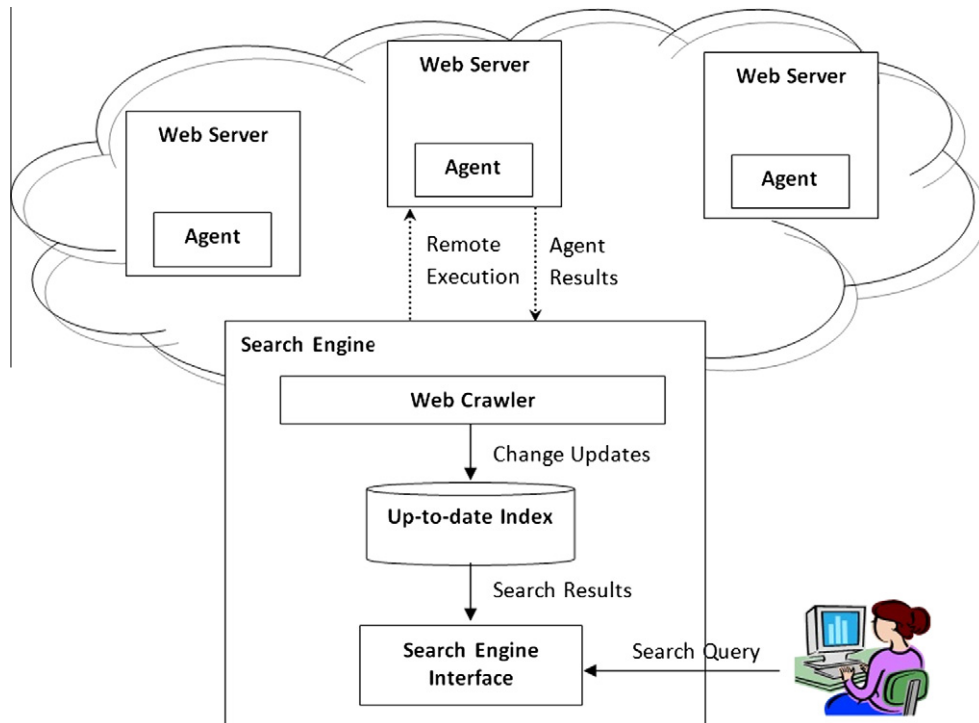 Web Server
Agent
Web Server
Agent
Web Server
Agent
Remote
Execution
Agent
Results
Search Engine
Web Crawler
Change Updates
Up-to-date Index
Search Results
Search Engine
Interface
Search Query